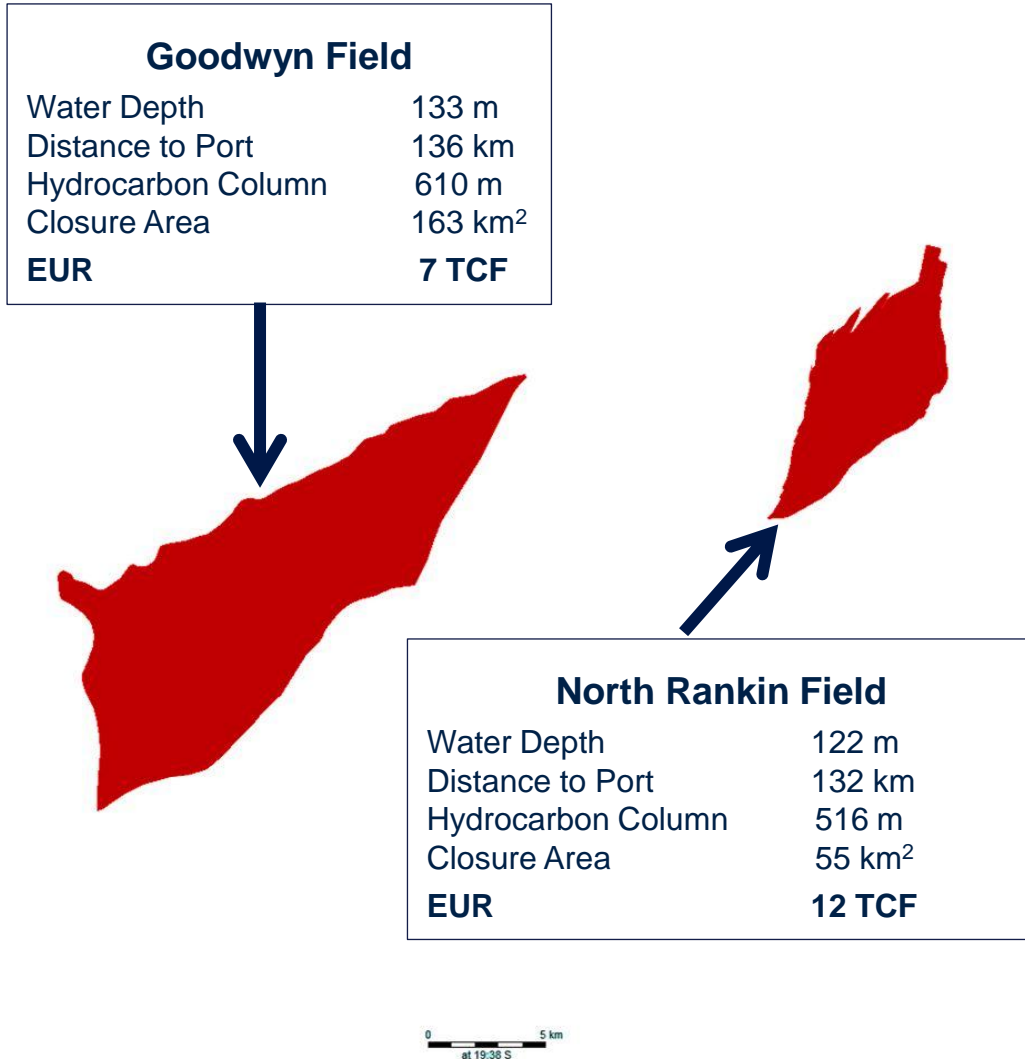 Goodwyn Field
Water Depth 133 m
Distance to Port 136 km
Hydrocarbon Column 610 m
Closure Area 163 km²
EUR 7 TCF
North Rankin Field
Water Depth 122 m
Distance to Port 132 km
Hydrocarbon Column 516 m
Closure Area 55 km²
EUR 12 TCF
0 5 km
at 19:38 S